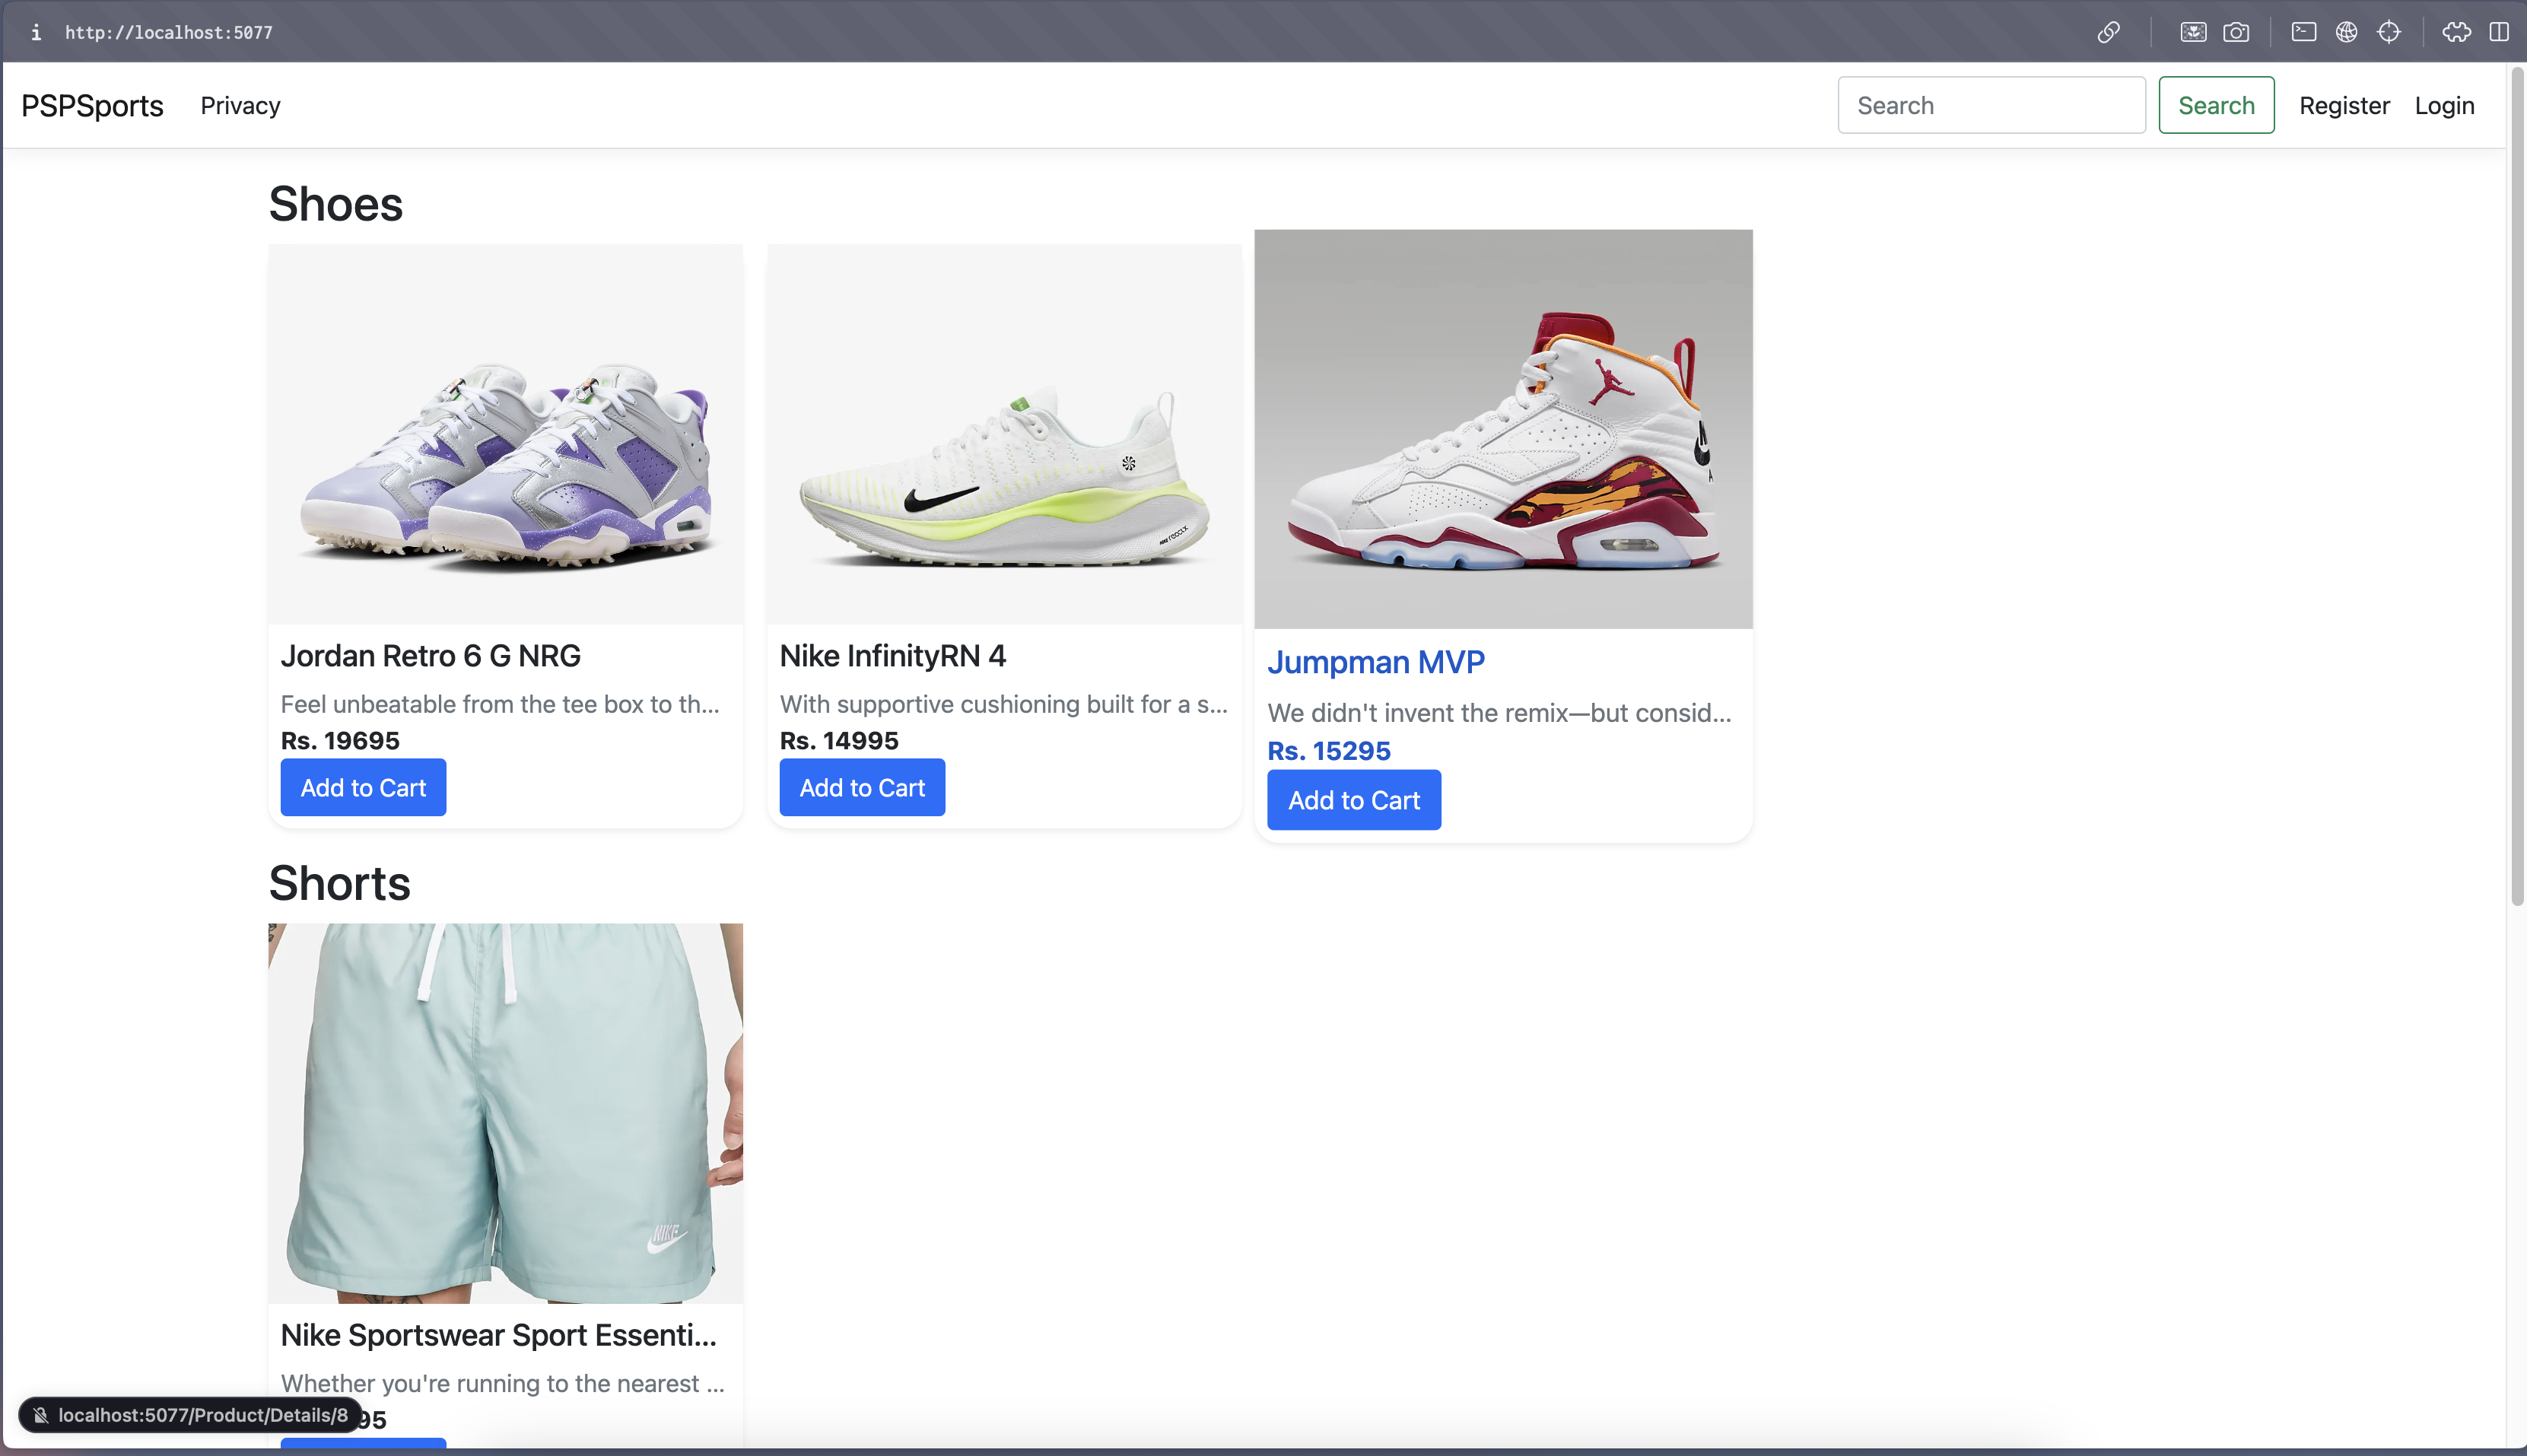 i http://localhost:5077
PSPSports Privacy Search Search Register Login
Shoes
Jordan Retro 6 G NRG
Feel unbeatable from the tee box to th...
Rs. 19695
Add to Cart
Nike InfinityRN 4
With supportive cushioning built for a s...
Rs. 14995
Add to Cart
Jumpman MVP
We didn't invent the remix—but consid...
Rs. 15295
Add to Cart
Shorts
NIKE
Nike Sportswear Sport Essenti...
Whether you're running to the nearest ...
95
localhost:5077/Product/Details/8